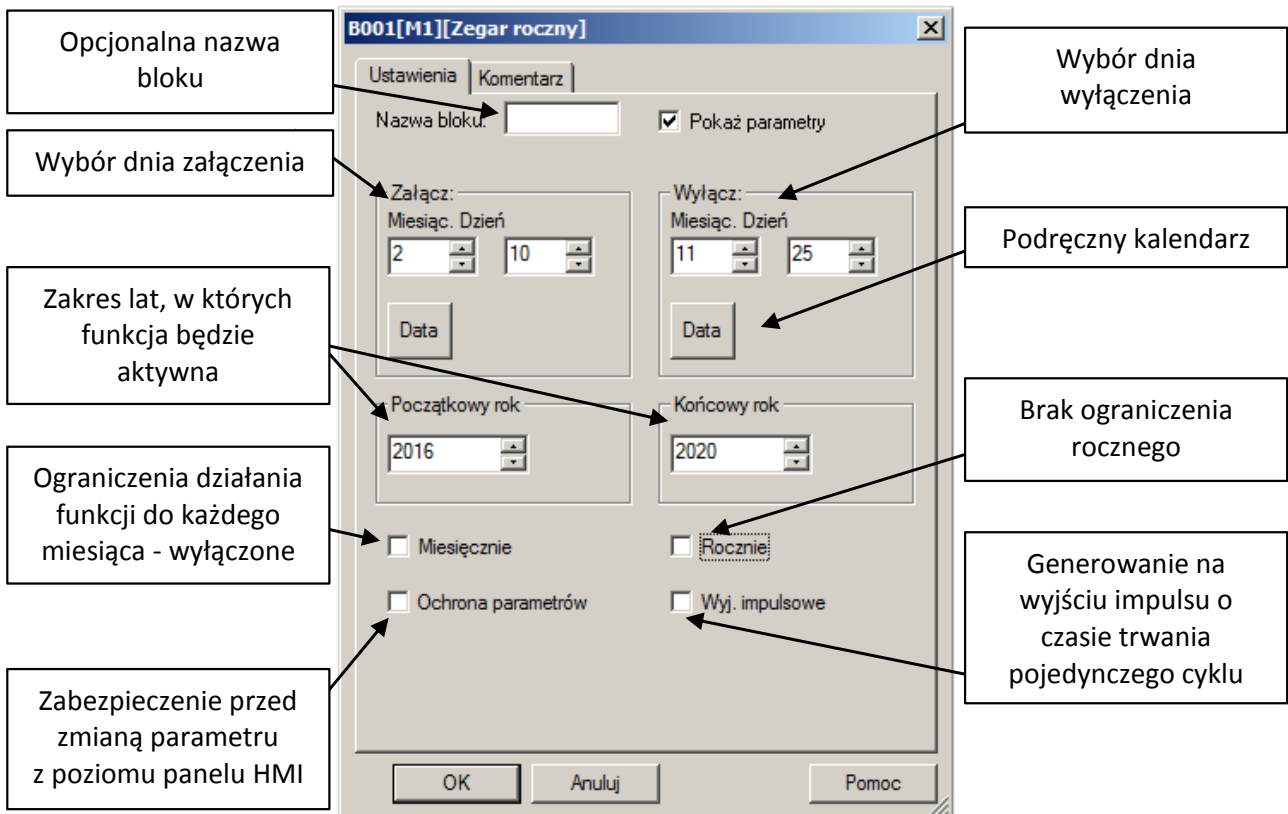 Opcjonalna nazwa
bloku
Wybór dnia załączenia
Zakres lat, w których
funkcja będzie
aktywna
Ograniczenia działania
funkcji do każdego
miesiąca - wyłączone
Zabezpieczenie przed
zmianą parametru
z poziomu panelu HMI
B001[M1][Zegar roczny]
Ustawienia Komentarz
Nazwa bloku: Pokaż parametry
Załącz: Wyłącz:
Miesiąc. Dzień Miesiąc. Dzień
2 10 11 25
Data Data
Początkowy rok Końcowy rok
2016 2020
Miesięcznie Rocznie
Ochrona parametrów Wyj. impulsowe
OK Anuluj Pomoc
Wybór dnia
wyłączenia
Podręczny kalendarz
Brak ograniczenia
rocznego
Generowanie na
wyjściu impulsu o
czasie trwania
pojedynczego cyklu